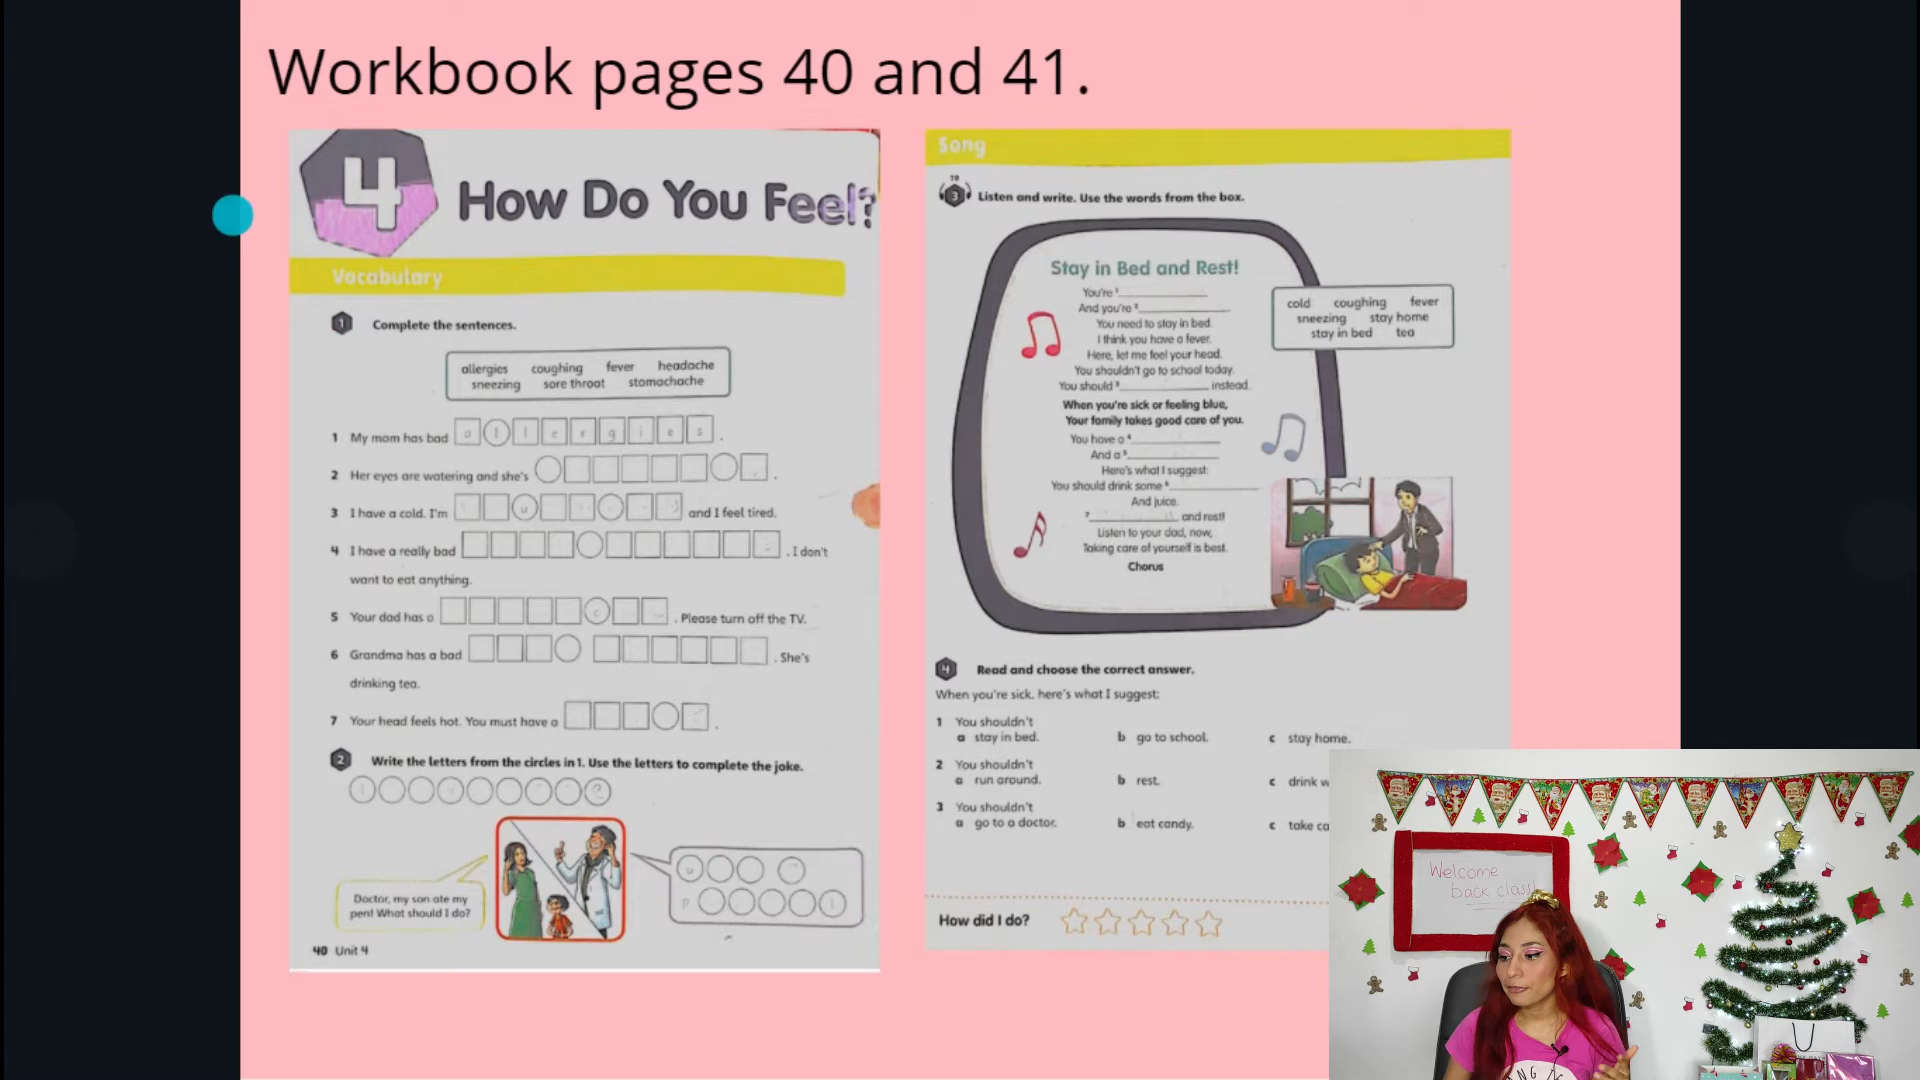 Workbook pages 40 and 41.
4
How Do You Feel?
Vocabulary
1 Complete the sentences.
allergies coughing fever headache
sneezing sore throat stomachache
1 My mom has bad a l l e r g i e s .
2 Her eyes are watering and she's .
3 I have a cold. I'm u and I feel tired.
4 I have a really bad . I don't
want to eat anything.
5 Your dad has a c . Please turn off the TV.
6 Grandma has a bad . She's
drinking tea.
7 Your head feels hot. You must have a .
2 Write the letters from the circles in 1. Use the letters to complete the joke.
Doctor, my son ate my
pen! What should I do?
u
p l
40 Unit 4
Song
3 Listen and write. Use the words from the box.
Stay in Bed and Rest!
You're 1
And you're 2
You need to stay in bed.
I think you have a fever.
Here, let me feel your head.
You shouldn't go to school today.
You should 3 instead.
When you're sick or feeling blue,
Your family takes good care of you.
You have a 4
And a 5
Here's what I suggest:
You should drink some 6
And juice.
7 and rest!
Listen to your dad, now,
Taking care of yourself is best.
Chorus
cold coughing fever
sneezing stay home
stay in bed tea
4 Read and choose the correct answer.
When you're sick, here's what I suggest:
1 You shouldn't
a stay in bed. b go to school. c stay home.
2 You shouldn't
a run around. b rest. c drink w
3 You shouldn't
a go to a doctor. b eat candy. c take ca
How did I do?
Welcome
back class!